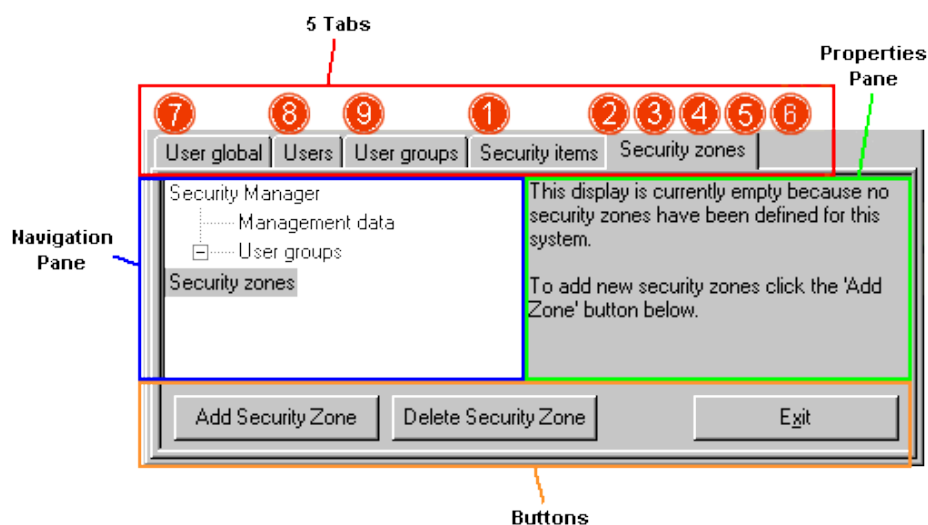 5 Tabs
Properties
Pane
7 8 9 1 2 3 4 5 6
User global Users User groups Security items Security zones
Navigation
Pane
Security Manager
Management data
User groups
Security zones
This display is currently empty because no
security zones have been defined for this
system.
To add new security zones click the 'Add
Zone' button below.
Add Security Zone Delete Security Zone Exit
Buttons